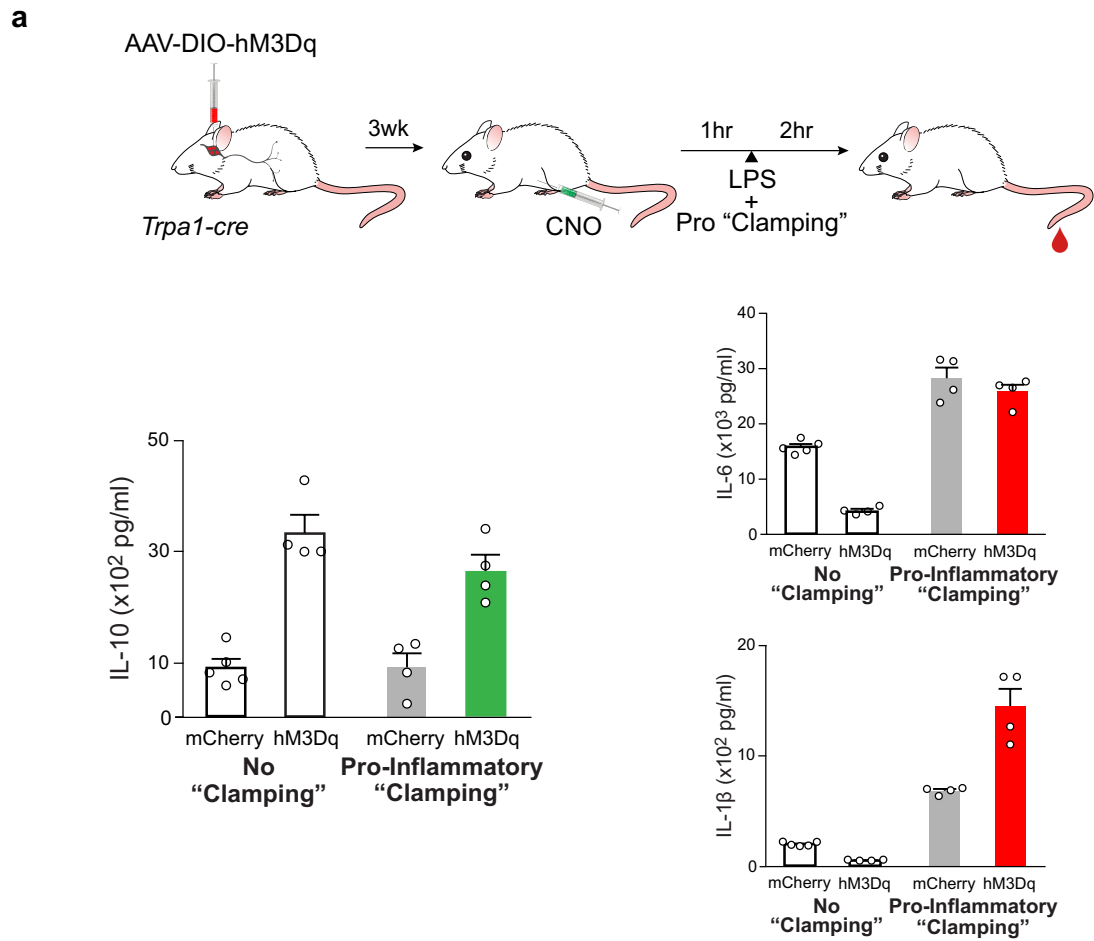 a
AAV-DIO-hM3Dq
3wk
1hr
2hr
LPS
+
Pro “Clamping”
Trpa1-cre
CNO
IL-10 (x10² pg/ml)
50
30
10
0
mCherry
hM3Dq
mCherry
hM3Dq
No
“Clamping”
Pro-Inflammatory
“Clamping”
IL-6 (x10³ pg/ml)
40
30
20
10
0
mCherry
hM3Dq
mCherry
hM3Dq
No
“Clamping”
Pro-Inflammatory
“Clamping”
IL-1β (x10² pg/ml)
20
10
0
mCherry
hM3Dq
mCherry
hM3Dq
No
“Clamping”
Pro-Inflammatory
“Clamping”